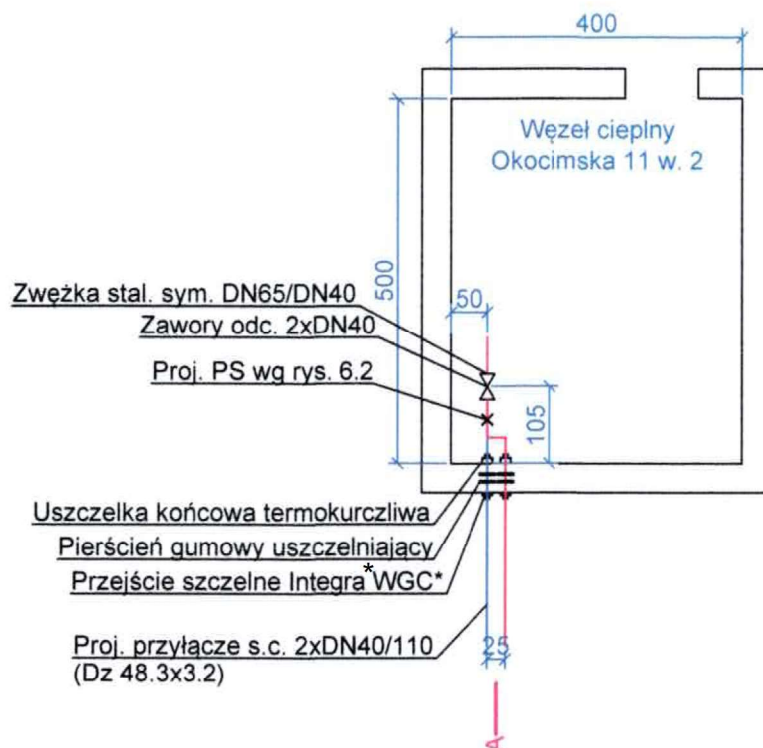 400
Węzeł cieplny
Okocimska 11 w. 2
500
Zwężka stal. sym. DN65/DN40
50
Zawory odc. 2xDN40
Proj. PS wg rys. 6.2
105
Uszczelka końcowa termokurczliwa
Pierścień gumowy uszczelniający
Przejście szczelne Integra*WGC*
Proj. przyłącze s.c. 2xDN40/110
(Dz 48.3x3.2)
25
A